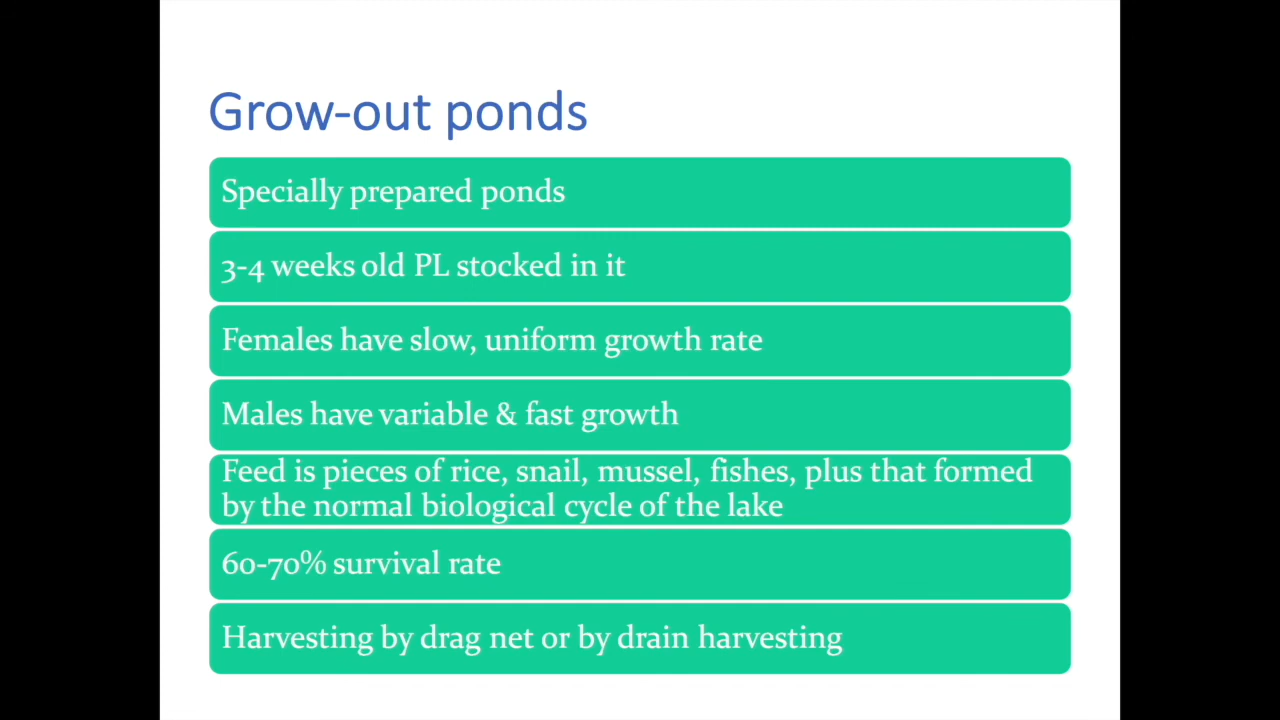 Grow-out ponds
Specially prepared ponds
3-4 weeks old PL stocked in it
Females have slow, uniform growth rate
Males have variable & fast growth
Feed is pieces of rice, snail, mussel, fishes, plus that formed
by the normal biological cycle of the lake
60-70% survival rate
Harvesting by drag net or by drain harvesting